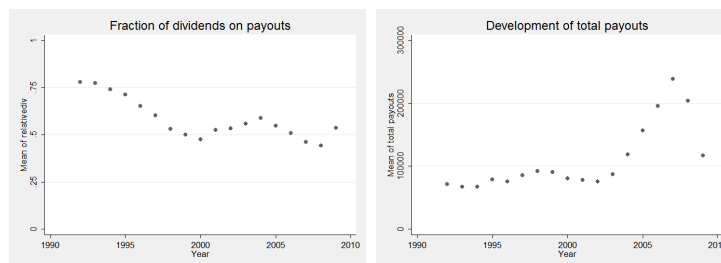 Fraction of dividends on payouts
Mean of relativediv
1
.75
.5
.25
0
1990 1995 2000 2005 2010
Year
Development of total payouts
Mean of total payouts
300000
200000
100000
0
1990 1995 2000 2005 201
Year